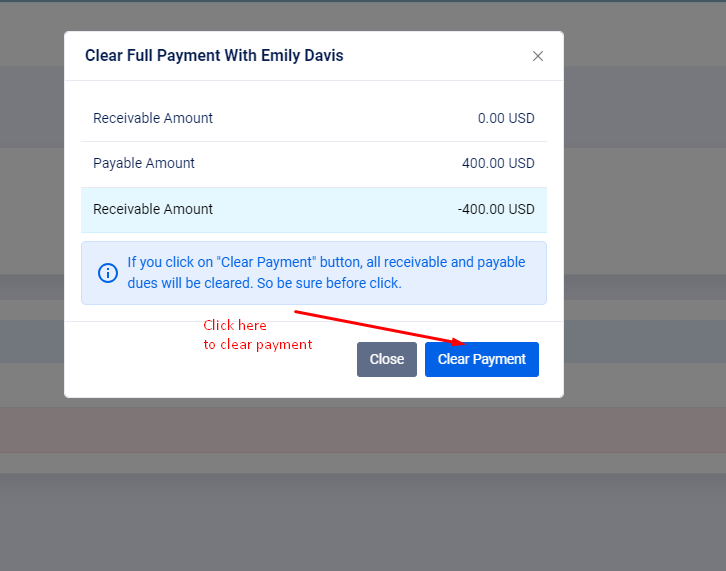 Clear Full Payment With Emily Davis
Receivable Amount 0.00 USD
Payable Amount 400.00 USD
Receivable Amount -400.00 USD
If you click on "Clear Payment" button, all receivable and payable
dues will be cleared. So be sure before click.
Click here
to clear payment
Close Clear Payment